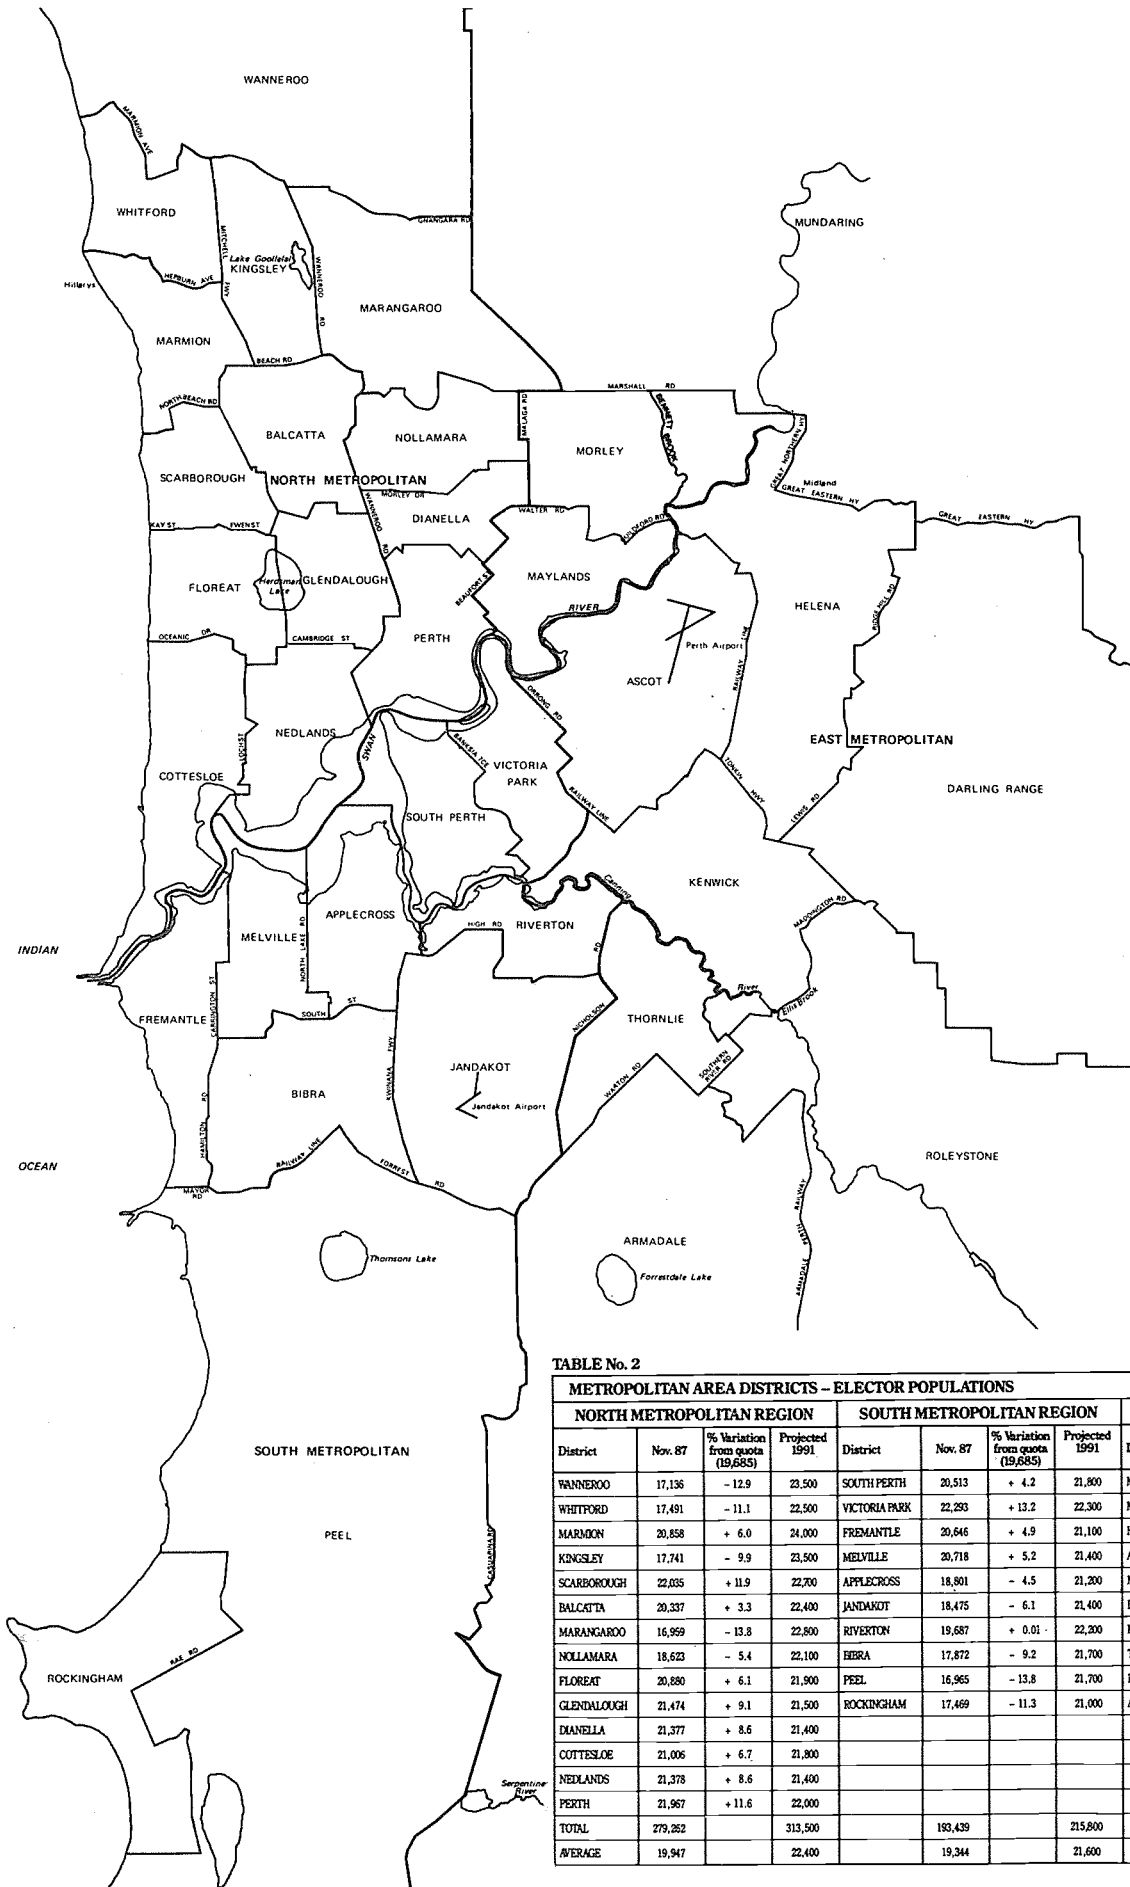 WANNEROO
MARMION AVE
WHITFORD
MITCHELL FWY
Lake Goollelal
KINGSLEY
WANNEROO RD
GNANGARA RD
MUNDARING
Hillarys
HEPBURN AVE
MARANGAROO
MARMION
BEACH RD
MARSHALL RD
NORTH BEACH RD
MALAGA RD
BENNETT BROOK
BALCATTA
NOLLAMARA
MORLEY
GREAT NORTHERN HY
SCARBOROUGH
NORTH METROPOLITAN
MORLEY DR
Midland
GREAT EASTERN HY
WANNEROO RD
DIANELLA
WALTER RD
GUILDFORD RD
GREAT EASTERN HY
KAY ST
EWEN ST
FLOREAT
Herdsman Lake
GLENDALOUGH
BEAUFORT ST
MAYLANDS
RIVER
HELENA
RIDGE HILL RD
OCEANIC DR
CAMBRIDGE ST
PERTH
Perth Airport
RAILWAY LINE
ASCOT
ORRONG RD
NEDLANDS
SWAN
LOCH ST
BANKSIA TCE
VICTORIA PARK
EAST METROPOLITAN
COTTESLOE
TONKIN HWY
LEWIS RD
DARLING RANGE
SOUTH PERTH
RAILWAY LINE
KENWICK
Canning
APPLECROSS
HIGH RD
RIVERTON
MADDINGTON RD
INDIAN
MELVILLE
NORTH LAKE RD
RD
CARRINGTON ST
SOUTH ST
FREMANTLE
NICHOLSON
THORNLIE
River
Ellis Brook
KWINANA FWY
JANDAKOT
Jandakot Airport
WARTON RD
SOUTHERN RIVER RD
BIBRA
HAMILTON RD
RAILWAY LINE
FORREST RD
MAYOR RD
OCEAN
ROLEYSTONE
ARMADALE PERTH RAILWAY
ARMADALE
Thomsons Lake
Forrestdale Lake
SOUTH METROPOLITAN
PEEL
CASUARINA RD
RAE RD
ROCKINGHAM
Serpentine River
TABLE No. 2
METROPOLITAN AREA DISTRICTS – ELECTOR POPULATIONS
NORTH METROPOLITAN REGION SOUTH METROPOLITAN REGION
District Nov. 87 % Variation from quota (19,685) Projected 1991 District Nov. 87 % Variation from quota (19,685) Projected 1991
WANNEROO 17,136 – 12.9 23,500 SOUTH PERTH 20,513 + 4.2 21,800
WHITFORD 17,491 – 11.1 22,500 VICTORIA PARK 22,293 + 13.2 22,300
MARMION 20,858 + 6.0 24,000 FREMANTLE 20,646 + 4.9 21,100
KINGSLEY 17,741 – 9.9 23,500 MELVILLE 20,718 + 5.2 21,400
SCARBOROUGH 22,035 + 11.9 22,700 APPLECROSS 18,801 – 4.5 21,200
BALCATTA 20,337 + 3.3 22,400 JANDAKOT 18,475 – 6.1 21,400
MARANGAROO 16,959 – 13.8 22,800 RIVERTON 19,687 + 0.01 22,200
NOLLAMARA 18,623 – 5.4 22,100 BIBRA 17,872 – 9.2 21,700
FLOREAT 20,880 + 6.1 21,900 PEEL 16,965 – 13.8 21,700
GLENDALOUGH 21,474 + 9.1 21,500 ROCKINGHAM 17,469 – 11.3 21,000
DIANELLA 21,377 + 8.6 21,400
COTTESLOE 21,006 + 6.7 21,800
NEDLANDS 21,378 + 8.6 21,400
PERTH 21,967 + 11.6 22,000
TOTAL 279,262 313,500 193,439 215,800
AVERAGE 19,947 22,400 19,344 21,600